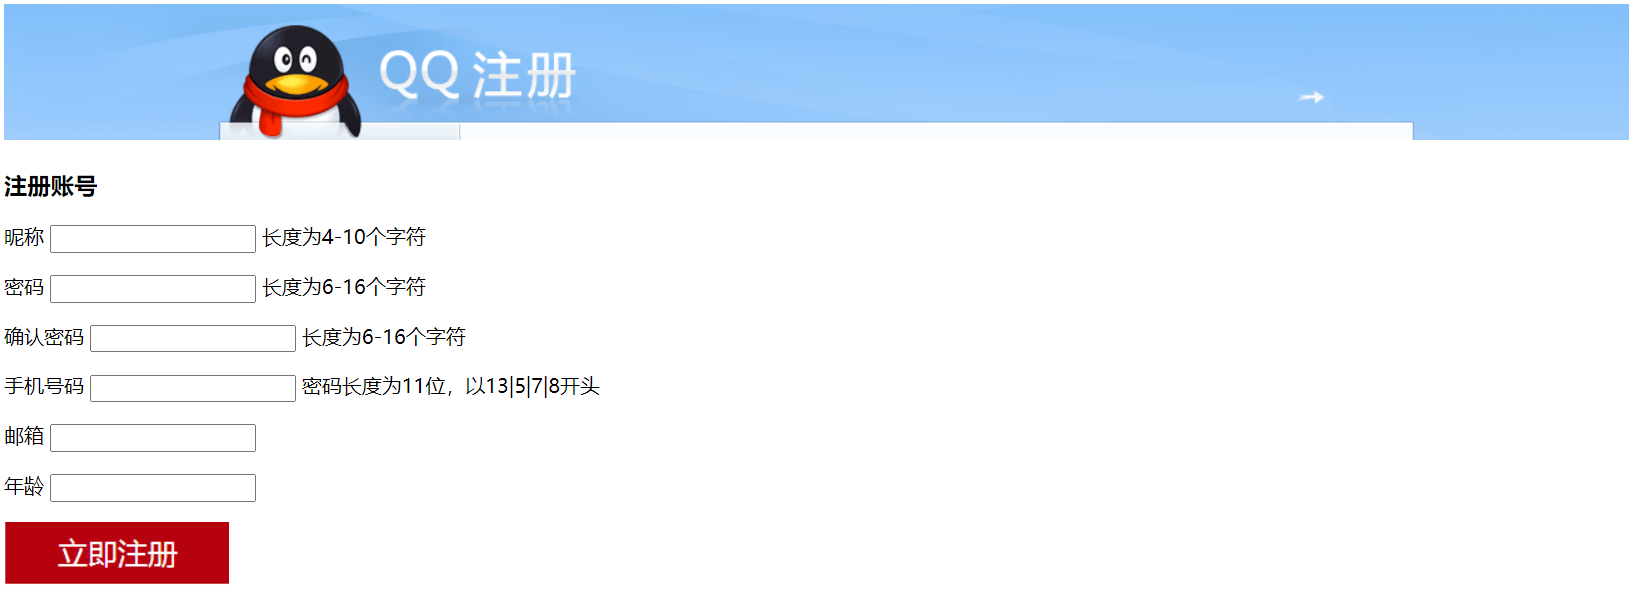 QQ 注册
注册账号
昵称 长度为4-10个字符
密码 长度为6-16个字符
确认密码 长度为6-16个字符
手机号码 密码长度为11位，以13|5|7|8开头
邮箱
年龄
立即注册